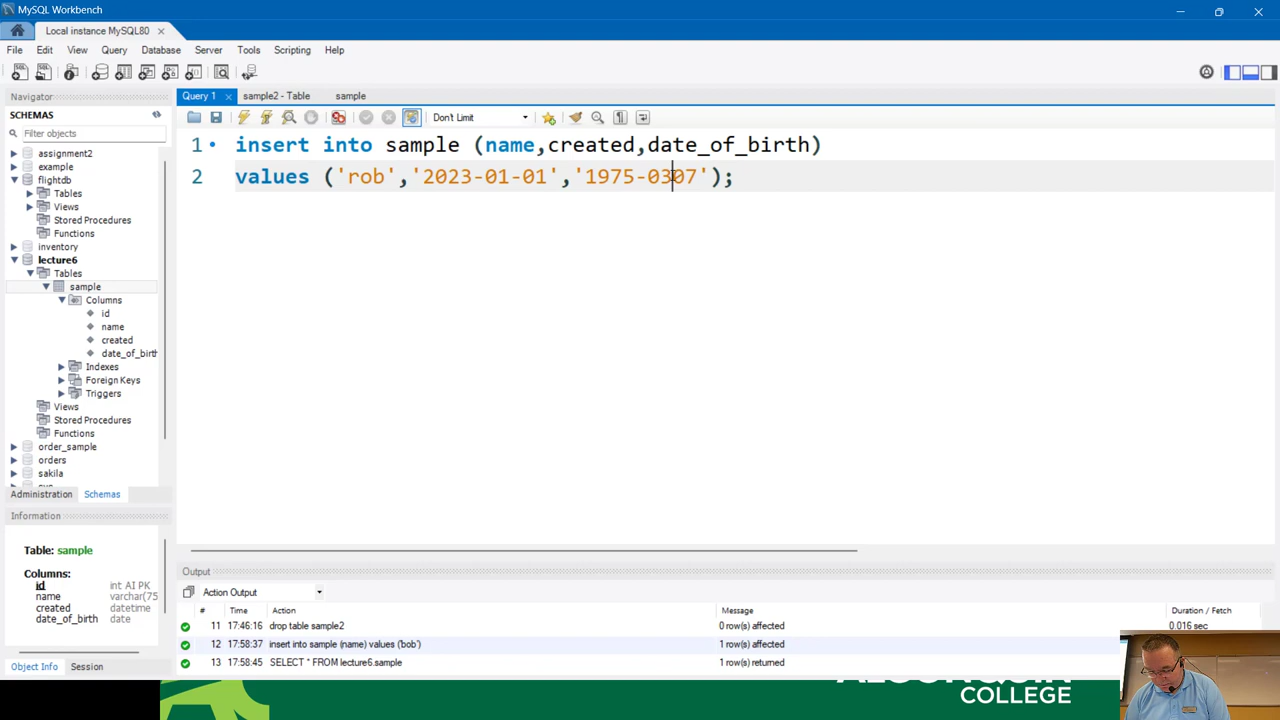 MySQL Workbench
Local instance MySQL80
File Edit View Query Database Server Tools Scripting Help
Navigator
SCHEMAS
Filter objects
assignment2
example
flightdb
Tables
Views
Stored Procedures
Functions
inventory
lecture6
Tables
sample
Columns
id
name
created
date_of_birth
Indexes
Foreign Keys
Triggers
Views
Stored Procedures
Functions
order_sample
orders
sakila
Administration Schemas
Information
Table: sample
Columns:
id int AI PK
name varchar(75
created datetime
date_of_birth date
Object Info Session
Query 1 sample2 - Table sample
Don't Limit
1 insert into sample (name,created,date_of_birth)
2 values ('rob','2023-01-01','1975-0307');
Output
Action Output
# Time Action Message Duration / Fetch
11 17:46:16 drop table sample2 0 row(s) affected 0.016 sec
12 17:58:37 insert into sample (name) values ('bob') 1 row(s) affected
13 17:58:45 SELECT * FROM lecture6.sample 1 row(s) returned
COLLEGE